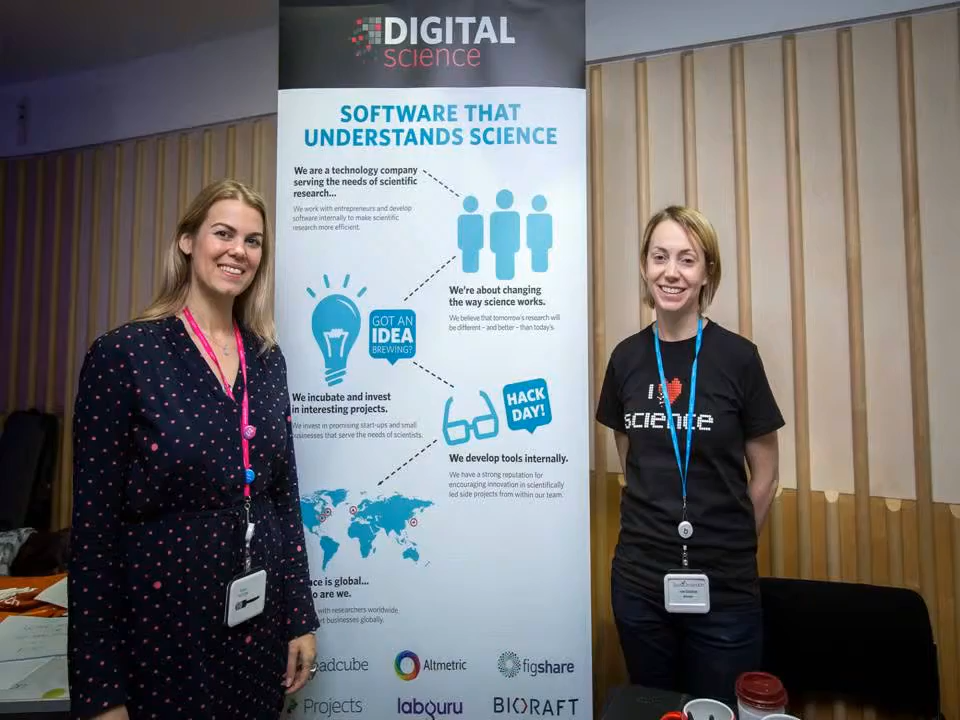 DIGITAL
science
SOFTWARE THAT
UNDERSTANDS SCIENCE
We are a technology company
serving the needs of scientific
research...
We work with entrepreneurs and develop
software internally to make scientific
research more efficient.
We're about changing
the way science works.
We believe that tomorrow's research will
be different – and better – than today's.
GOT AN
IDEA
BREWING?
We incubate and invest
in interesting projects.
We invest in promising start-ups and small
businesses that serve the needs of scientists.
HACK
DAY!
We develop tools internally.
We have a strong reputation for
encouraging innovation in scientifically
led side projects from within our team.
is global...
are we.
with researchers worldwide
businesses globally.
adcube
Altmetric
figshare
Projects
labguru
BIORAFT
I
science